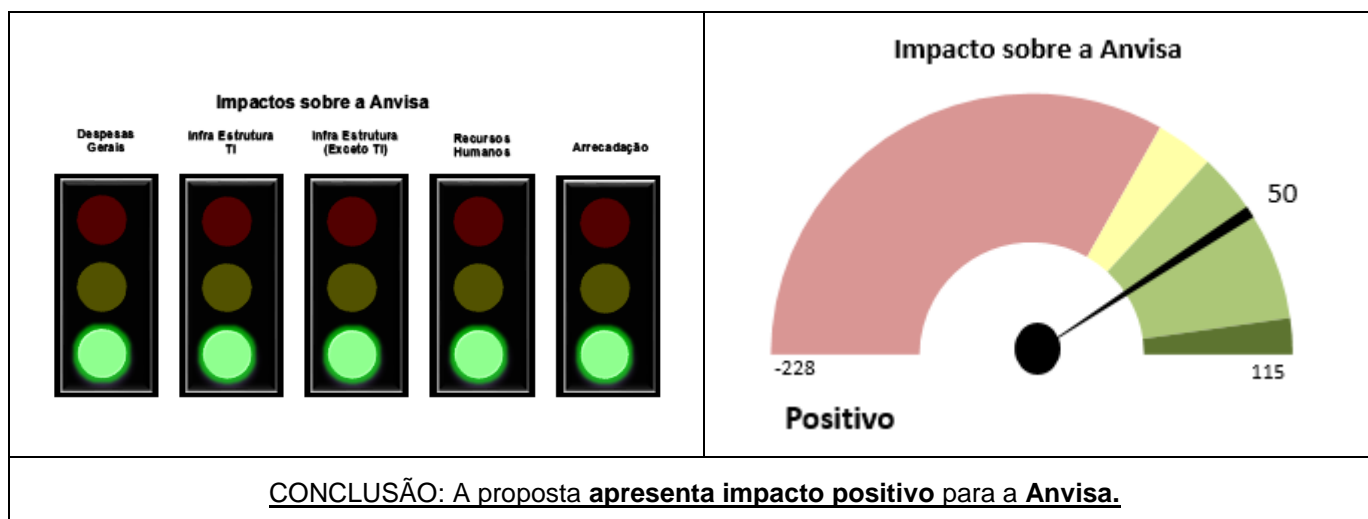 Impactos sobre a Anvisa
Despesas
Gerais
Infra Estrutura
TI
Infra Estrutura
(Exceto TI)
Recursos
Humanos
Arrecadação
Impacto sobre a Anvisa
50
-228
115
Positivo
CONCLUSÃO: A proposta apresenta impacto positivo para a Anvisa.